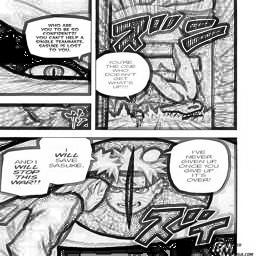 WHO ARE
YOU TO BE SO
CONFIDENT?!
YOU CAN'T HELP A
SINGLE TEAMMATE,
SASUKE IS LOST
TO YOU.
YOU'RE
THE ONE
WHO
DOESN'T
GET
WHAT'S
UP!!!
I WILL
SAVE
SASUKE.
AND I
WILL
STOP
THIS
WAR!!
I'VE
NEVER
GIVEN UP.
ONCE YOU
GIVE UP
IT'S
OVER!